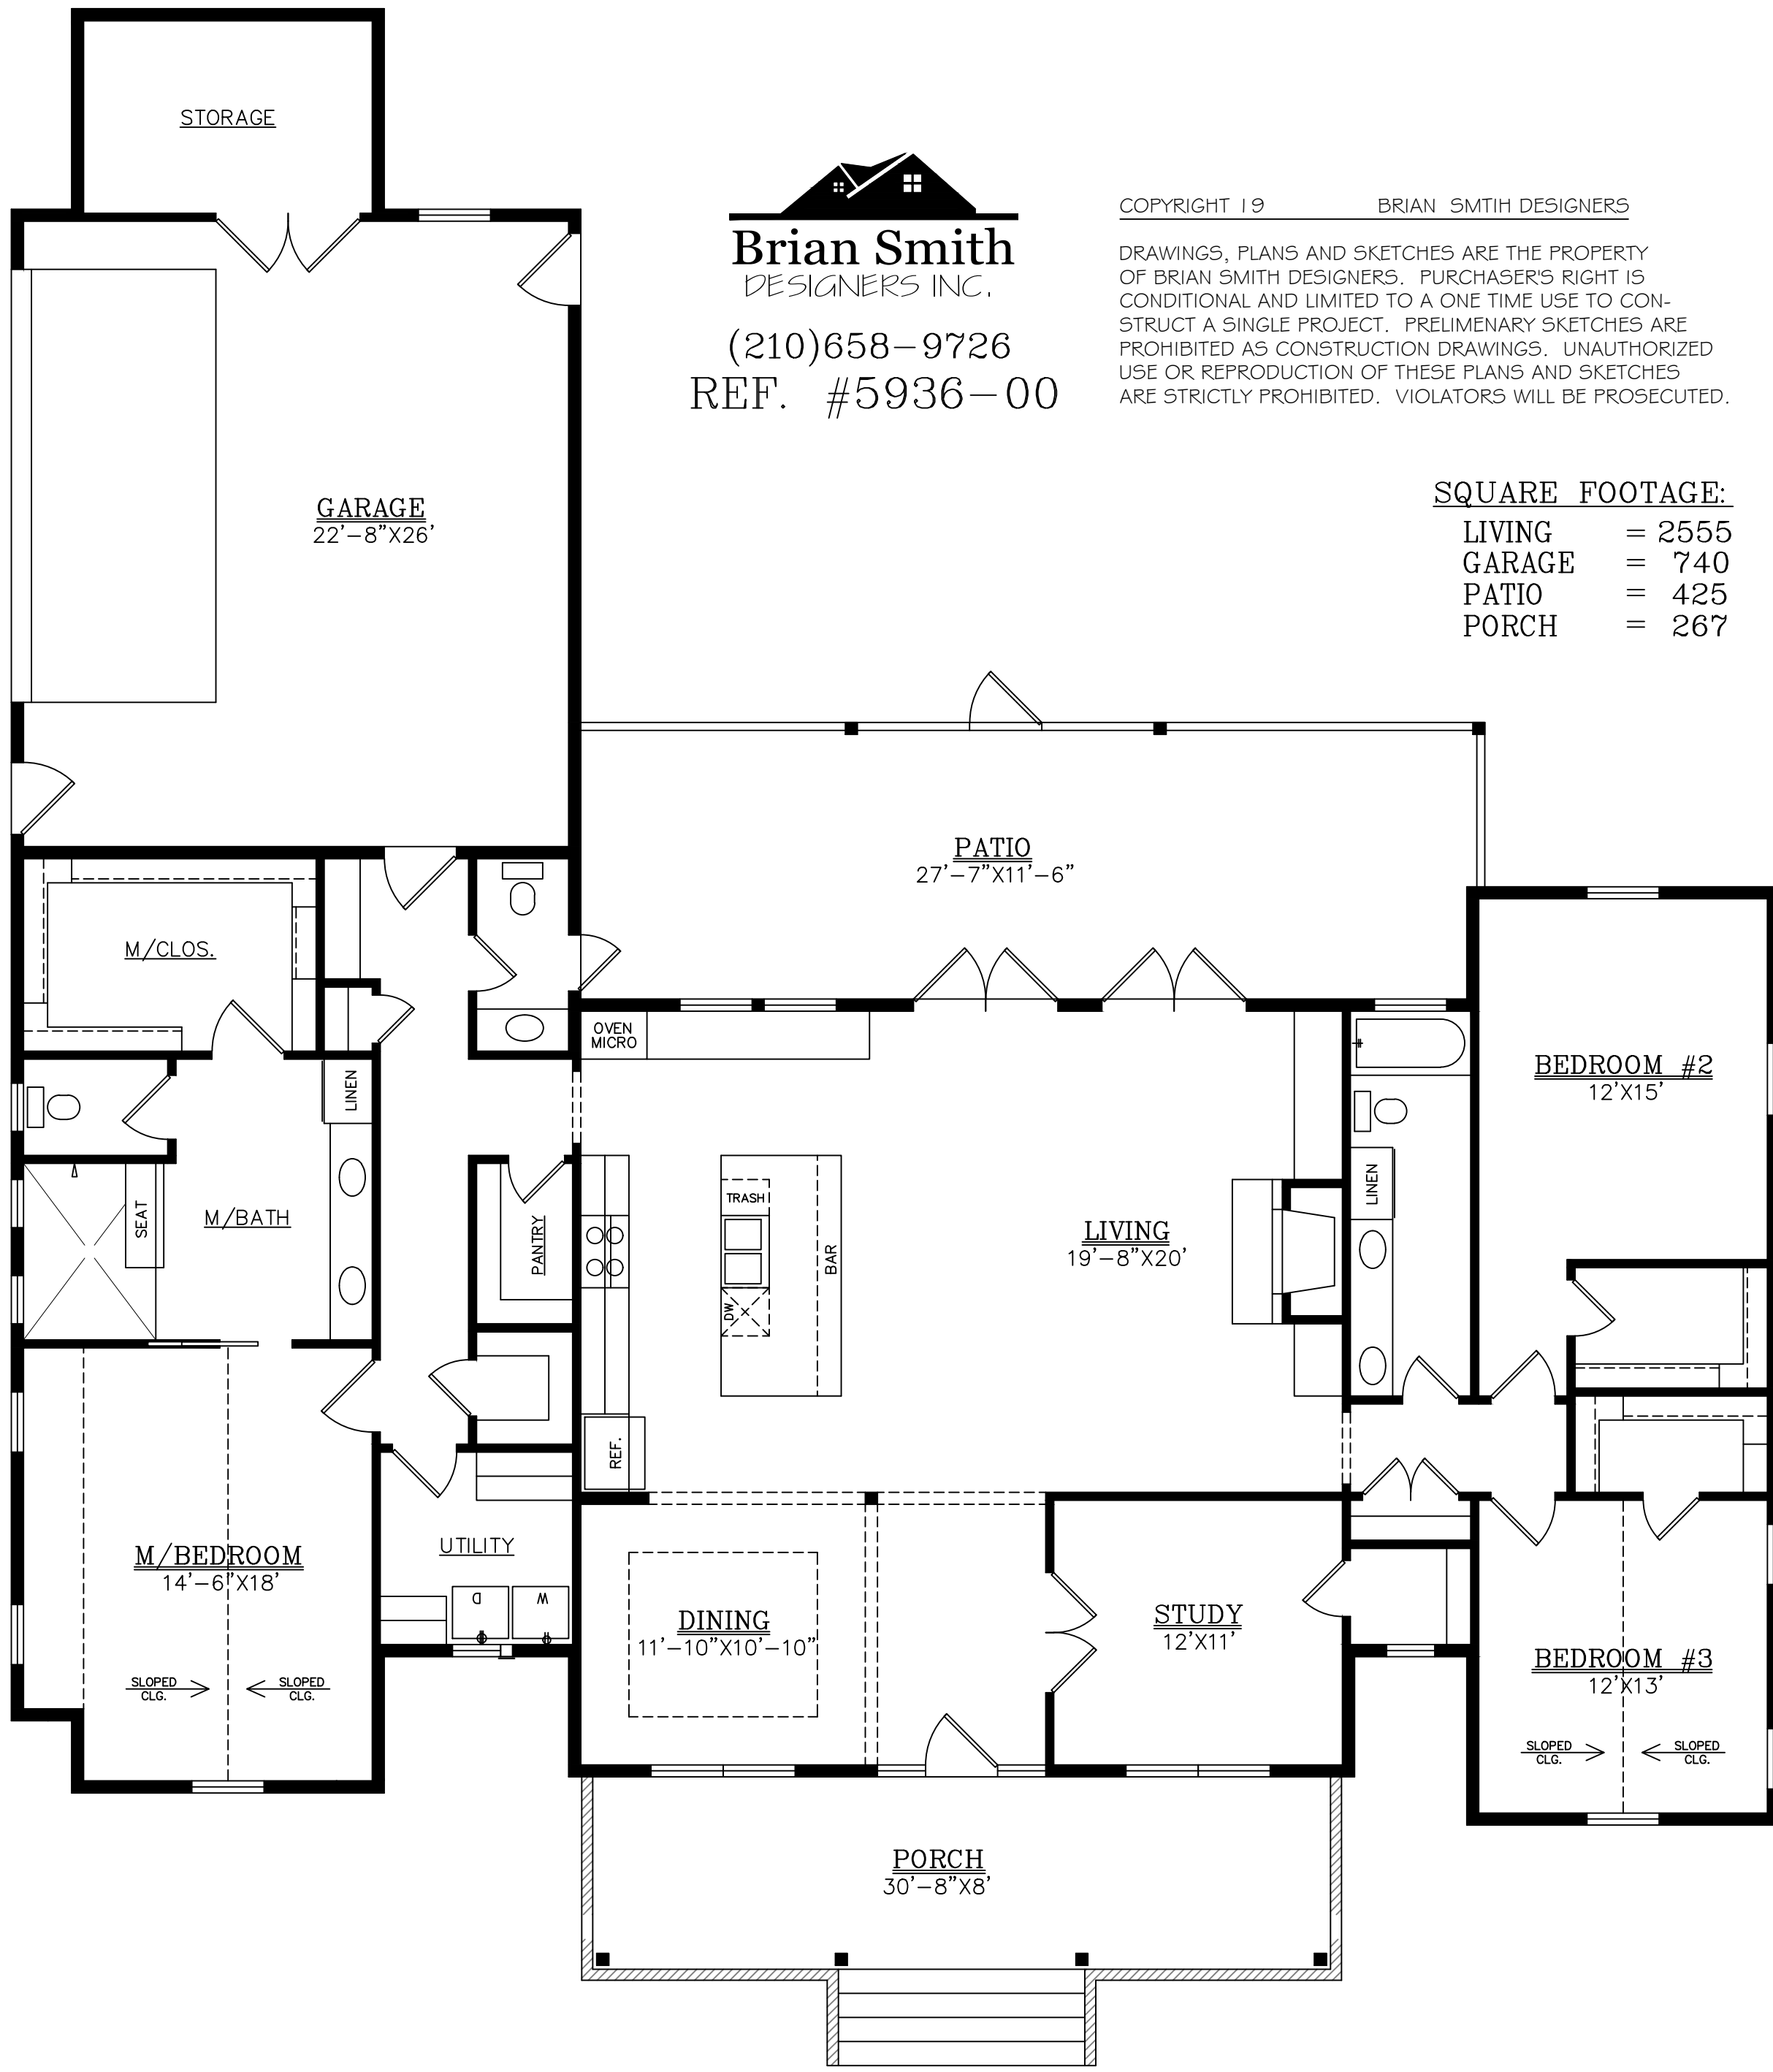 STORAGE
Brian Smith
DESIGNERS INC.
(210)658-9726
REF. #5936-00
COPYRIGHT 19 BRIAN SMTIH DESIGNERS
DRAWINGS, PLANS AND SKETCHES ARE THE PROPERTY
OF BRIAN SMITH DESIGNERS. PURCHASER'S RIGHT IS
CONDITIONAL AND LIMITED TO A ONE TIME USE TO CON-
STRUCT A SINGLE PROJECT. PRELIMENARY SKETCHES ARE
PROHIBITED AS CONSTRUCTION DRAWINGS. UNAUTHORIZED
USE OR REPRODUCTION OF THESE PLANS AND SKETCHES
ARE STRICTLY PROHIBITED. VIOLATORS WILL BE PROSECUTED.
SQUARE FOOTAGE:
LIVING = 2555
GARAGE = 740
PATIO = 425
PORCH = 267
GARAGE
22'-8"X26'
PATIO
27'-7"X11'-6"
M/CLOS.
OVEN
MICRO
BEDROOM #2
12'X15'
LINEN
LINEN
SEAT
M/BATH
PANTRY
TRASH
BAR
DW
LIVING
19'-8"X20'
REF.
M/BEDROOM
14'-6"X18'
UTILITY
D
W
DINING
11'-10"X10'-10"
STUDY
12'X11'
BEDROOM #3
12'X13'
SLOPED
CLG.
SLOPED
CLG.
SLOPED
CLG.
SLOPED
CLG.
PORCH
30'-8"X8'